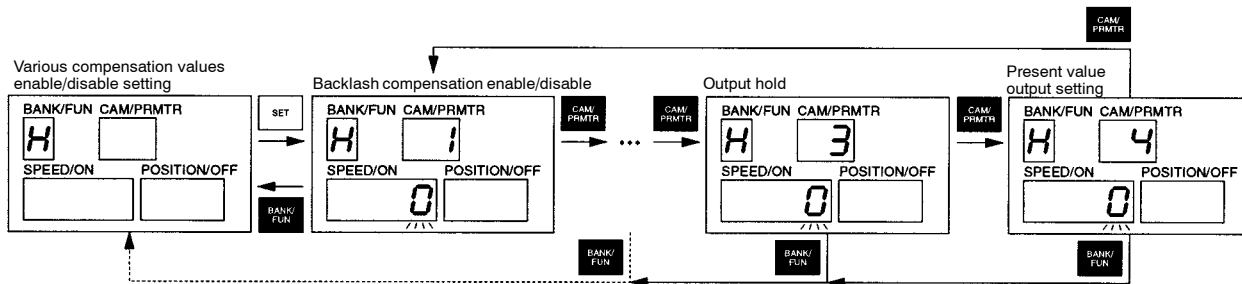 CAM/
PRMTR
Various compensation values
enable/disable setting
BANK/FUN CAM/PRMTR
H
SPEED/ON POSITION/OFF
SET
BANK/
FUN
Backlash compensation enable/disable
BANK/FUN CAM/PRMTR
H 1
SPEED/ON POSITION/OFF
0
CAM/
PRMTR
...
CAM/
PRMTR
BANK/
FUN
Output hold
BANK/FUN CAM/PRMTR
H 3
SPEED/ON POSITION/OFF
0
BANK/
FUN
CAM/
PRMTR
Present value
output setting
BANK/FUN CAM/PRMTR
H 4
SPEED/ON POSITION/OFF
0
BANK/
FUN